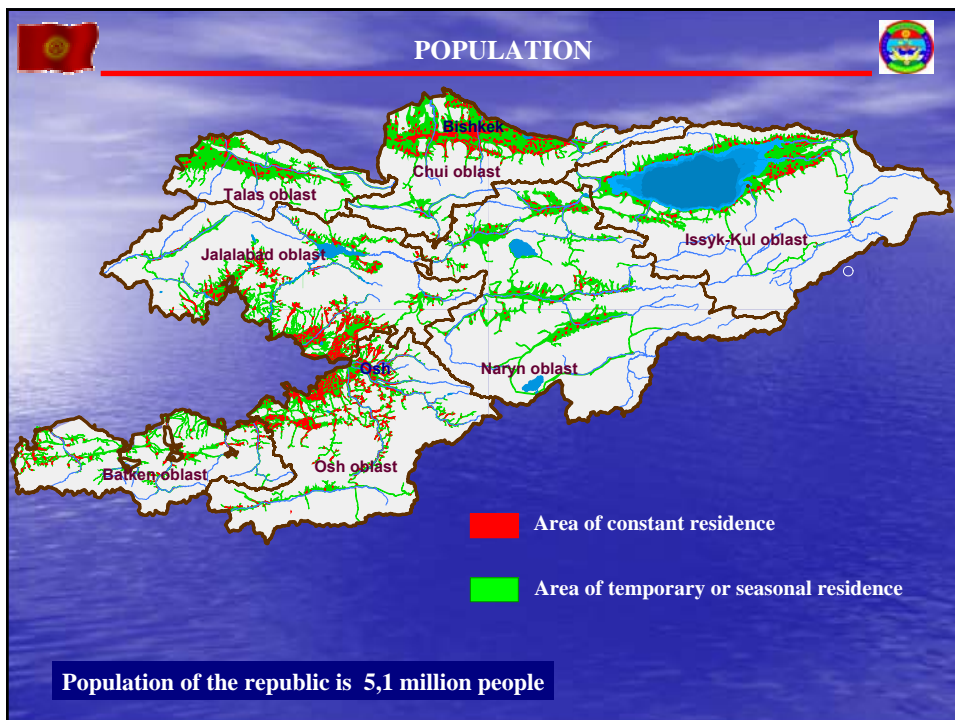 POPULATION
Bishkek
Chui oblast
Talas oblast
Issyk-Kul oblast
Jalalabad oblast
Osh
Naryn oblast
Osh oblast
Batken oblast
Area of constant residence
Area of temporary or seasonal residence
Population of the republic is 5,1 million people